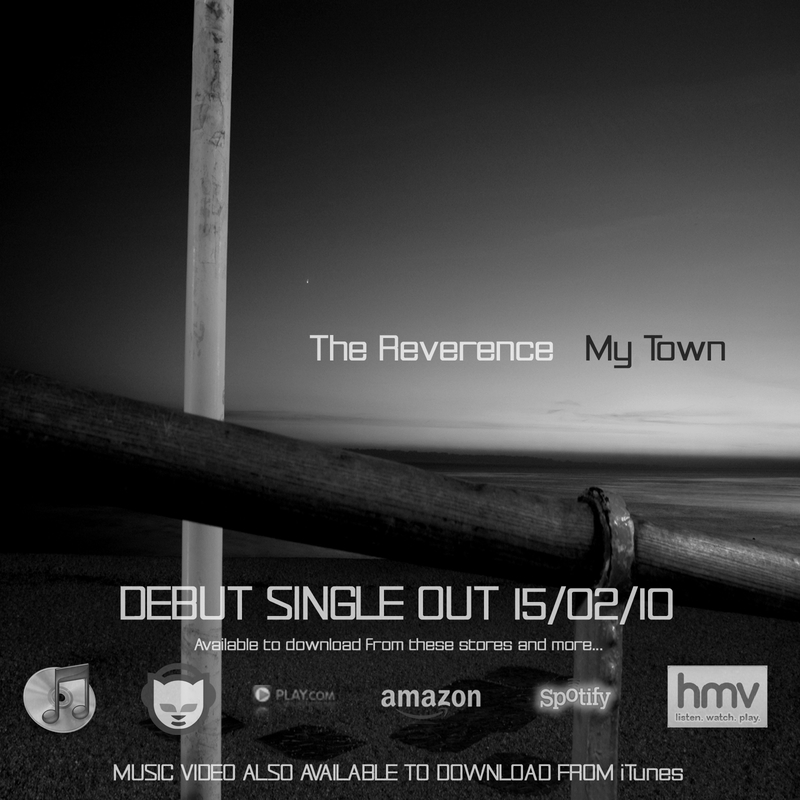 The Reverence My Town
DEBUT SINGLE OUT 15/02/10
Available to download From these stores and more...
PLAY.COM amazon Spotify hmv
listen. watch. play.
MUSIC VIDEO ALSO AVAILABLE TO DOWNLOAD FROM iTunes